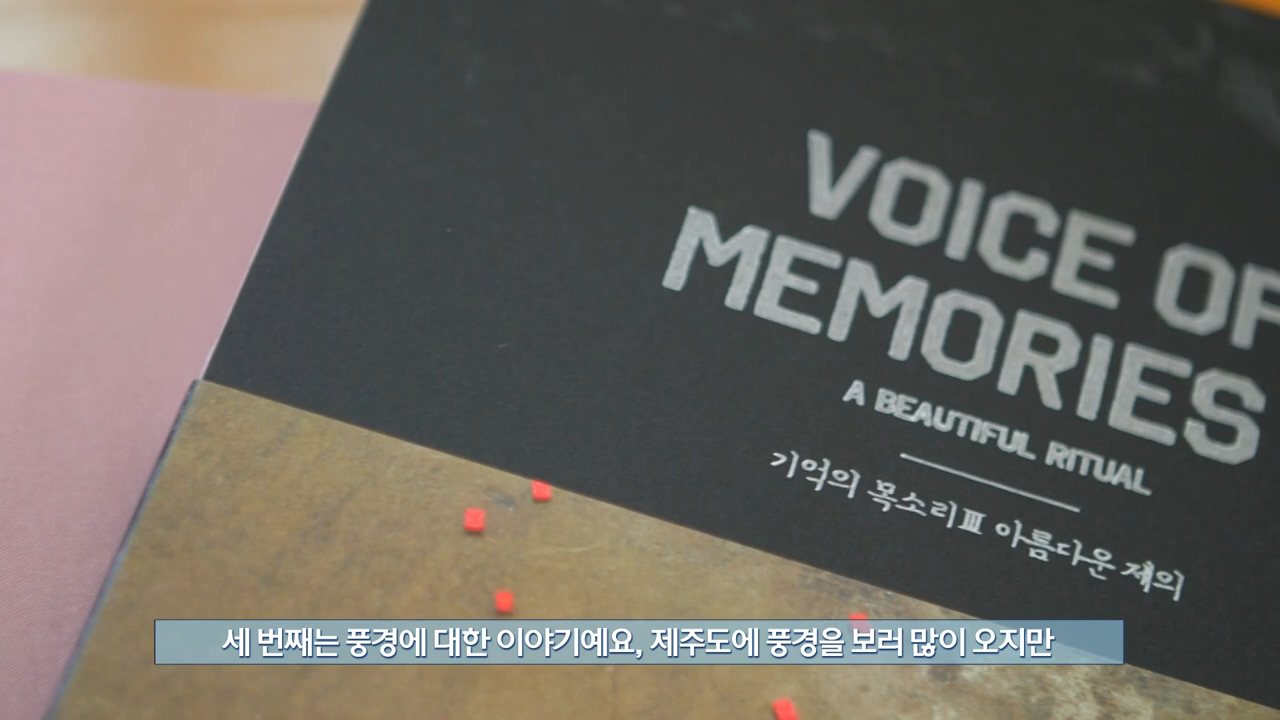 VOICE OF
MEMORIES
A BEAUTIFUL RITUAL
기억의 목소리Ⅲ 아름다운 제의
세 번째는 풍경에 대한 이야기예요, 제주도에 풍경을 보러 많이 오지만